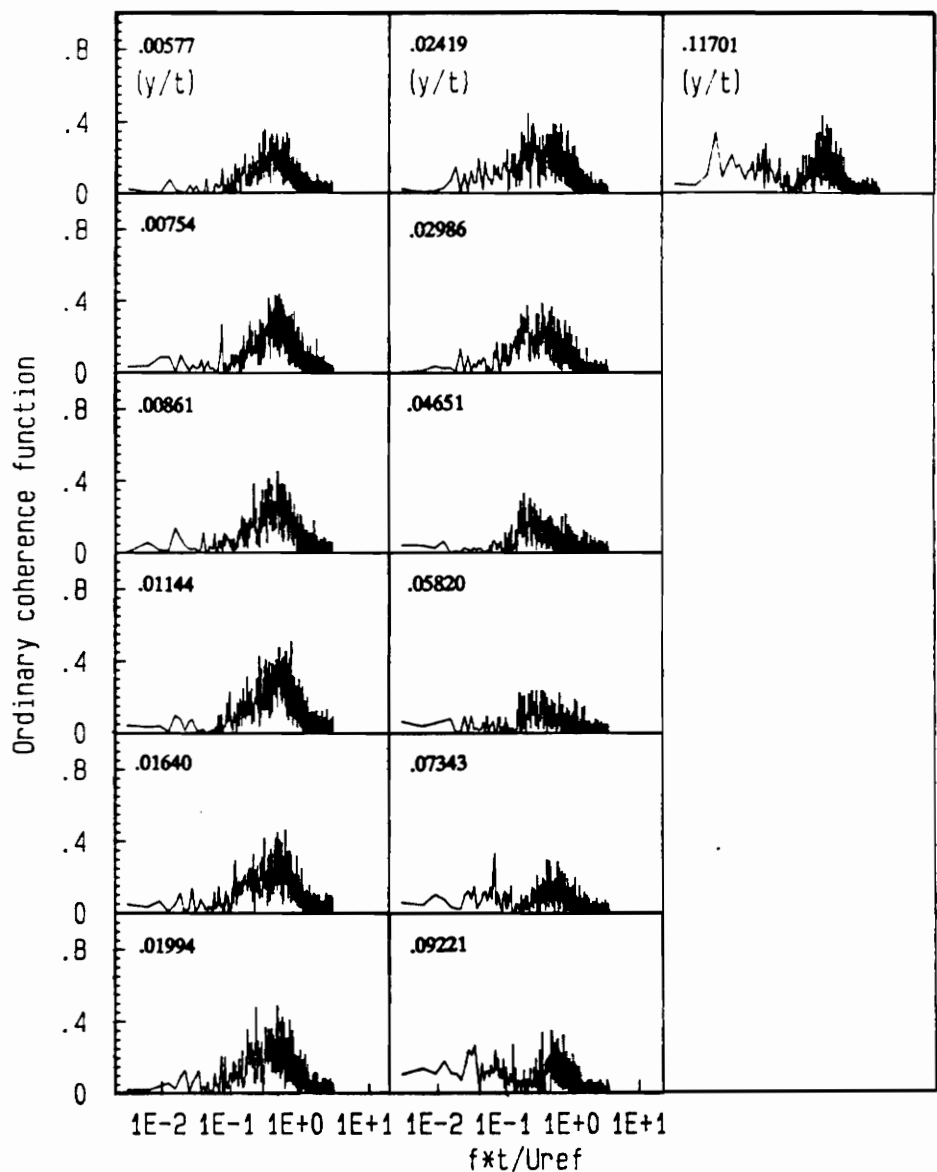 .8 .00577 .02419 .11701
(y/t) (y/t) (y/t)
.4
0
.8 .00754 .02986
.4
0
.8 .00861 .04651
.4
0
.8 .01144 .05820
.4
0
.8 .01640 .07343
.4
0
.8 .01994 .09221
.4
0
Ordinary coherence function
1E-2 1E-1 1E+0 1E+1 1E-2 1E-1 1E+0 1E+1
f*t/Uref